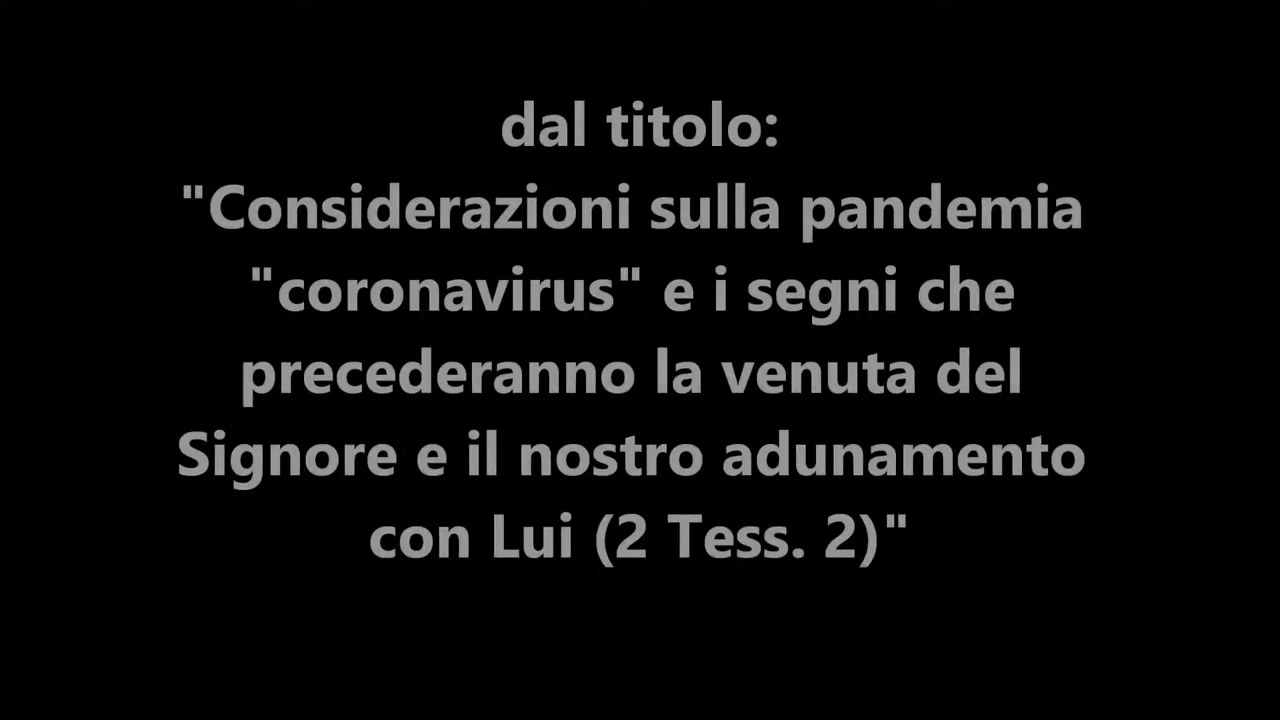 dal titolo:
"Considerazioni sulla pandemia
"coronavirus" e i segni che
precederanno la venuta del
Signore e il nostro adunamento
con Lui (2 Tess. 2)"